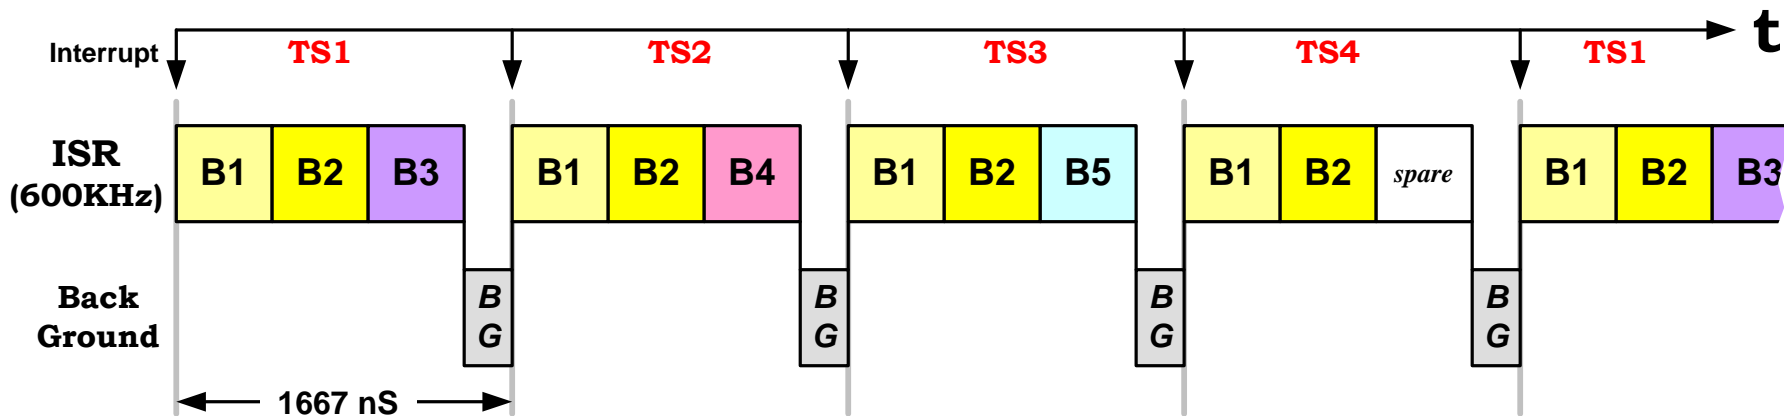 t
Interrupt TS1 TS2 TS3 TS4 TS1
ISR
(600KHz)
B1 B2 B3 B1 B2 B4 B1 B2 B5 B1 B2 spare B1 B2 B3
Back
Ground
B B B B
G G G G
1667 nS